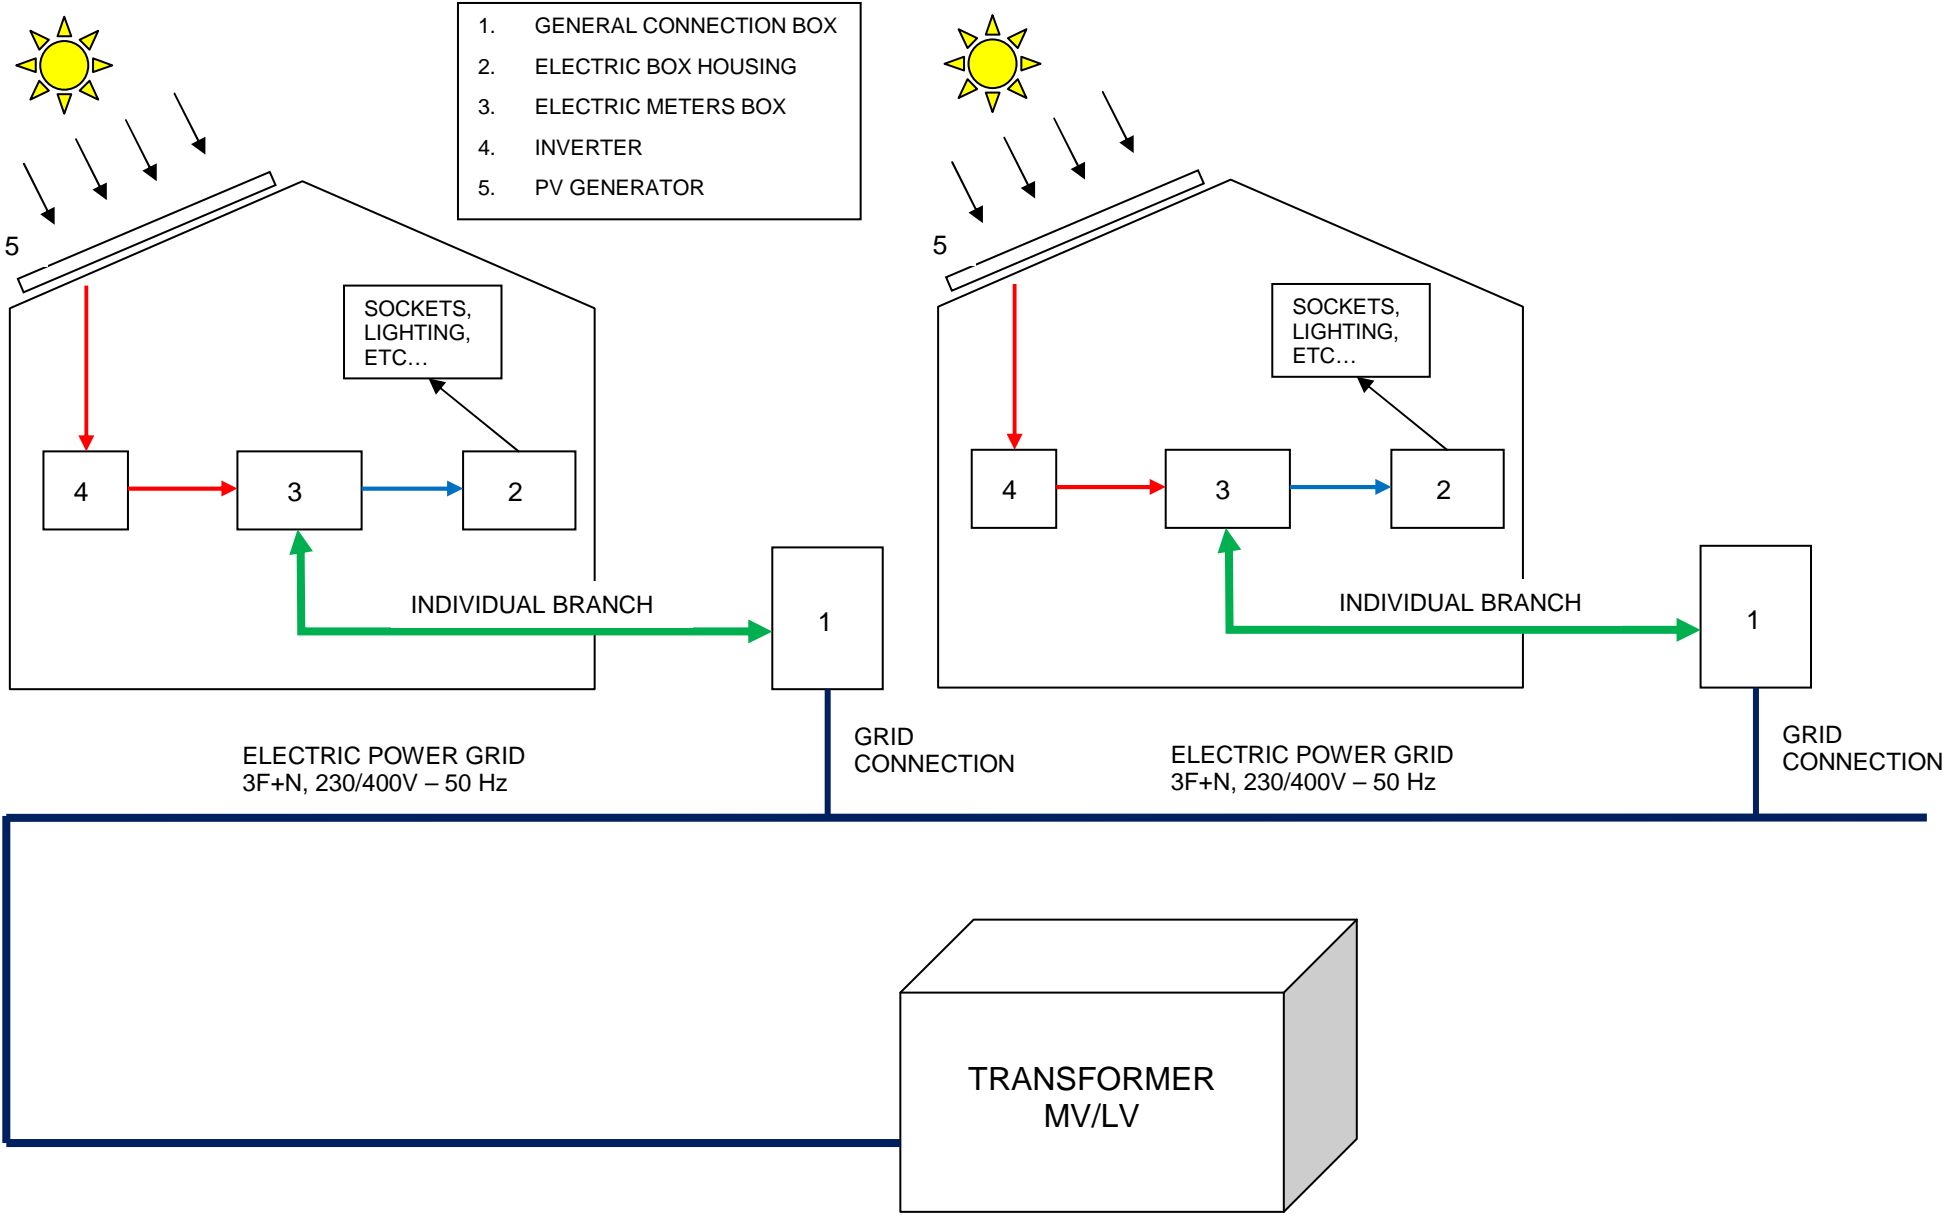 1. GENERAL CONNECTION BOX
2. ELECTRIC BOX HOUSING
3. ELECTRIC METERS BOX
4. INVERTER
5. PV GENERATOR
5
SOCKETS,
LIGHTING,
ETC…
4
3
2
INDIVIDUAL BRANCH
1
GRID
CONNECTION
ELECTRIC POWER GRID
3F+N, 230/400V – 50 Hz
5
SOCKETS,
LIGHTING,
ETC…
4
3
2
INDIVIDUAL BRANCH
1
GRID
CONNECTION
ELECTRIC POWER GRID
3F+N, 230/400V – 50 Hz
TRANSFORMER
MV/LV